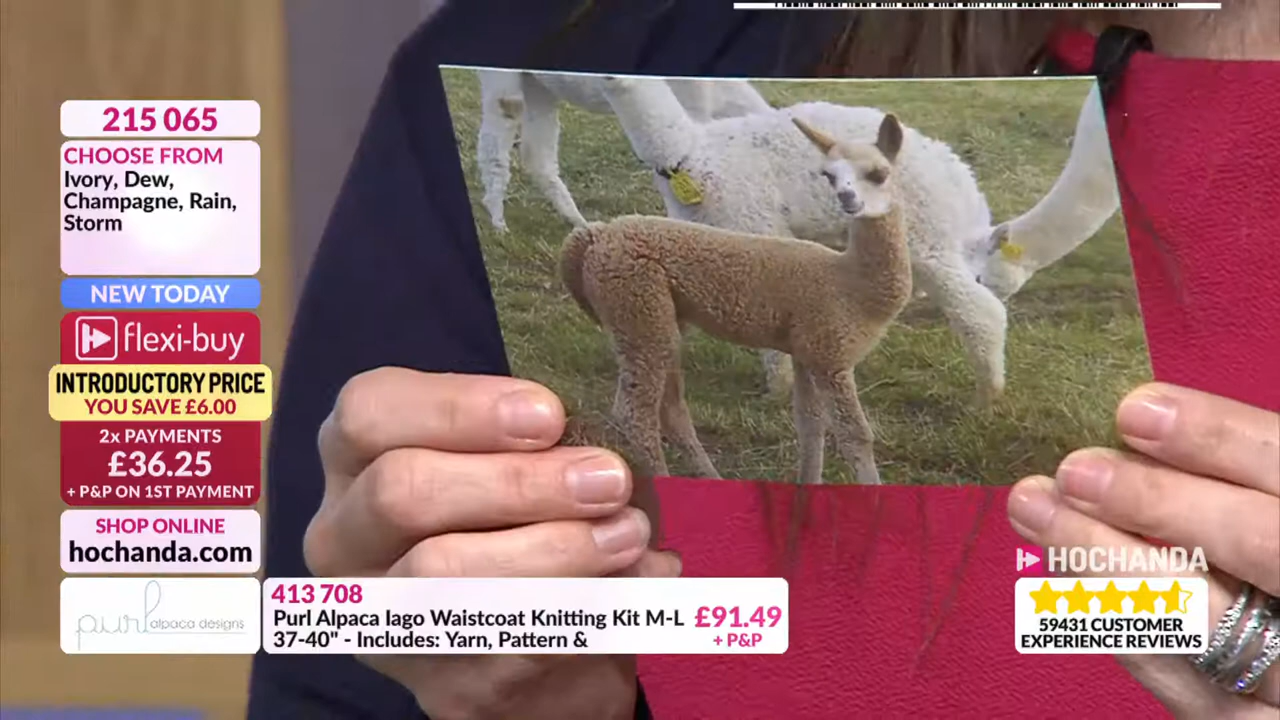 215 065
CHOOSE FROM
Ivory, Dew,
Champagne, Rain,
Storm
NEW TODAY
flexi-buy
INTRODUCTORY PRICE
YOU SAVE £6.00
2x PAYMENTS
£36.25
+ P&P ON 1ST PAYMENT
SHOP ONLINE
hochanda.com
purl alpaca designs
413 708
Purl Alpaca Iago Waistcoat Knitting Kit M-L
37-40" - Includes: Yarn, Pattern &
£91.49
+ P&P
HOCHANDA
59431 CUSTOMER
EXPERIENCE REVIEWS